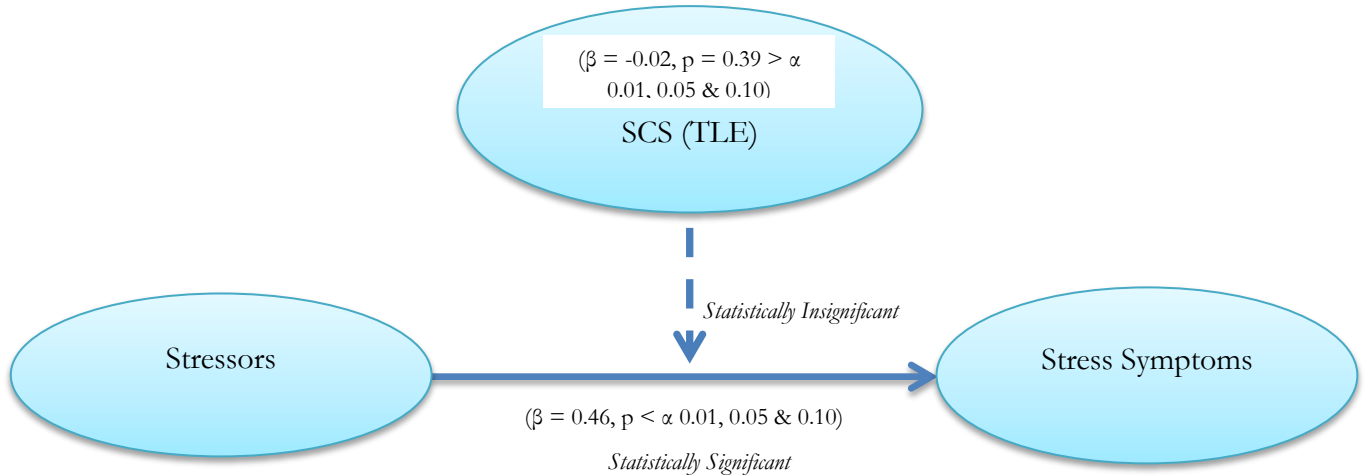 (β = -0.02, p = 0.39 > α
0.01, 0.05 & 0.10)
SCS (TLE)
Statistically Insignificant
Stressors
Stress Symptoms
(β = 0.46, p < α 0.01, 0.05 & 0.10)
Statistically Significant